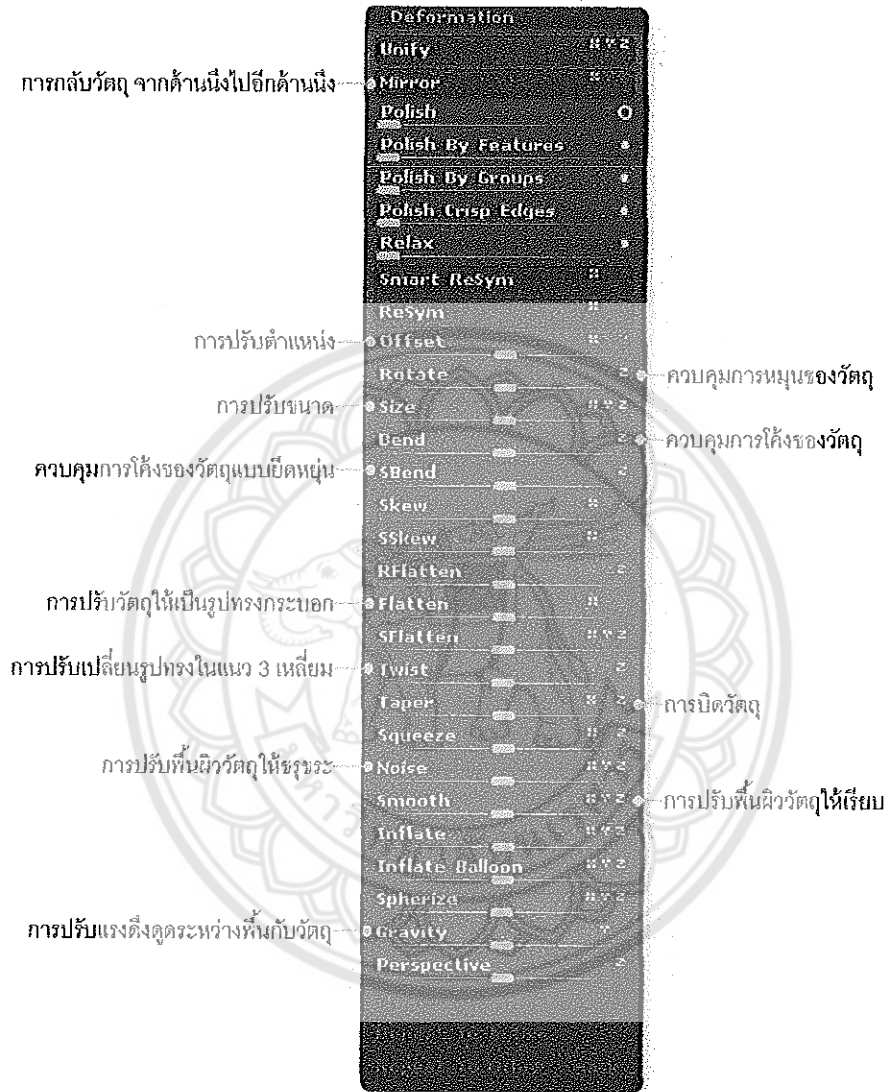 Deformation
Unify X Y Z
การกลับวัตถุ จากด้านนึงไปอีกด้านนึง Mirror X
Polish
Polish By Features
Polish By Groups
Polish Crisp Edges
Relax
Smart ReSym X
ReSym X
การปรับตำแหน่ง Offset X
Rotate Z ควบคุมการหมุนของวัตถุ
การปรับขนาด Size X Y Z
Bend Z ควบคุมการโค้งของวัตถุ
ควบคุมการโค้งของวัตถุแบบยืดหยุ่น SBend Z
Skew X
SSkew X
RFlatten Z
การปรับวัตถุให้เป็นรูปทรงกระบอก Flatten X
SFlatten X Y Z
การปรับเปลี่ยนรูปทรงในแนว 3 เหลี่ยม Twist Z
Taper X Z การบิดวัตถุ
Squeeze X Z
การปรับพื้นผิววัตถุให้ขรุขระ Noise X Y Z
Smooth X Y Z การปรับพื้นผิววัตถุให้เรียบ
Inflate X Y Z
Inflate Balloon X Y Z
Spherize X Y Z
การปรับแรงดึงดูดระหว่างพื้นกับวัตถุ Gravity Y
Perspective Z